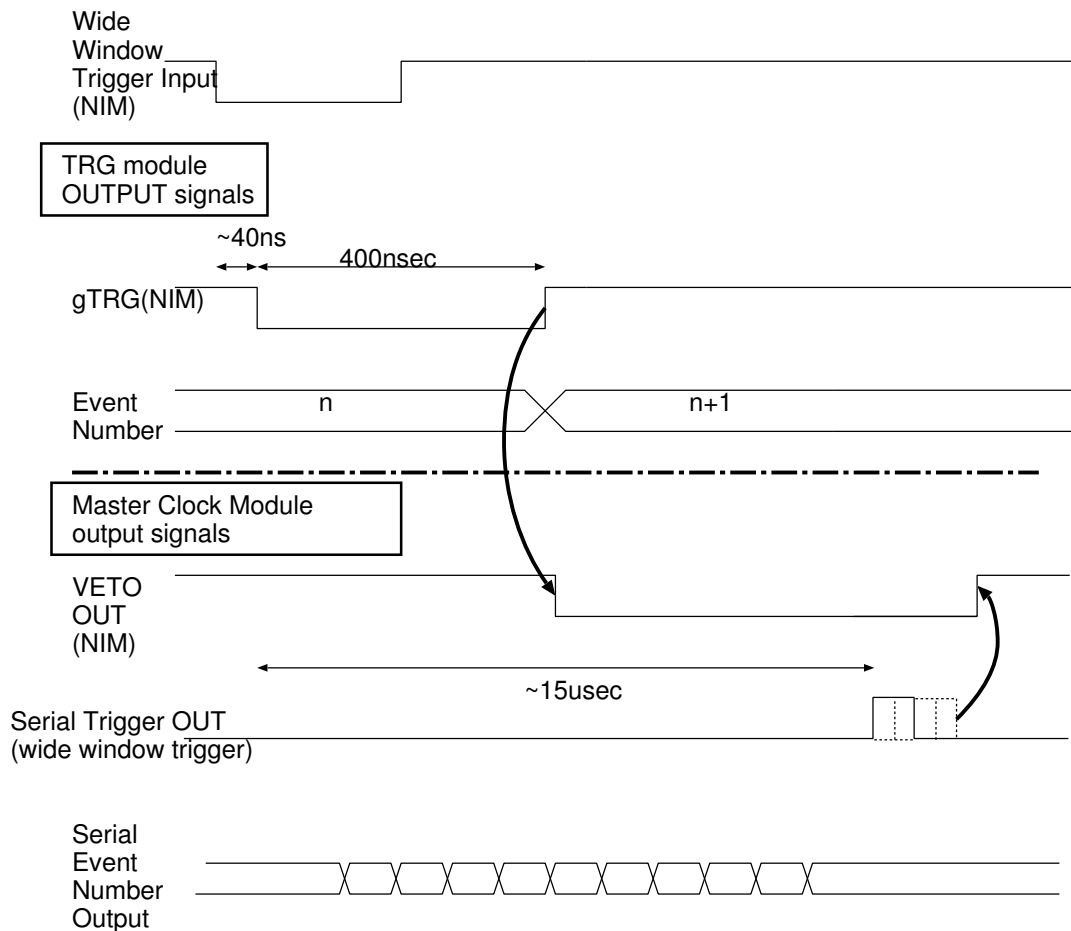 Wide
Window
Trigger Input
(NIM)
TRG module
OUTPUT signals
~40ns
400nsec
gTRG(NIM)
Event
Number
n
n+1
Master Clock Module
output signals
VETO
OUT
(NIM)
~15usec
Serial Trigger OUT
(wide window trigger)
Serial
Event
Number
Output